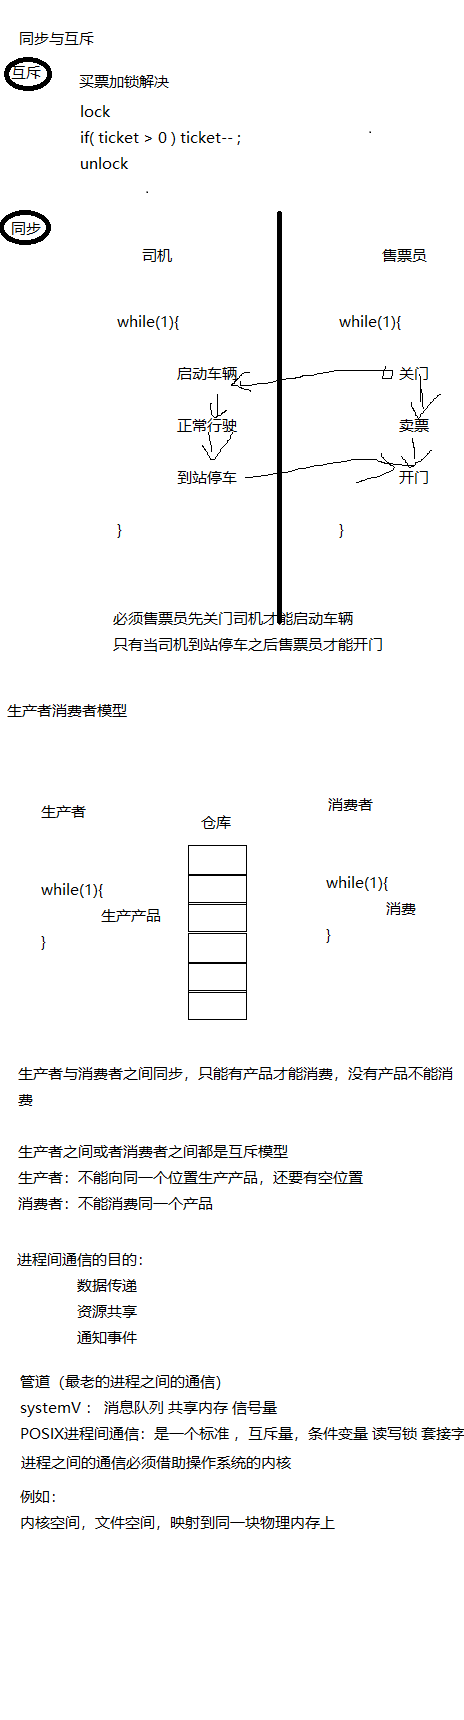 同步与互斥
互斥
买票加锁解决
lock
if( ticket > 0 ) ticket-- ;
unlock
同步
司机
售票员
while(1){
while(1){
启动车辆
关门
正常行驶
卖票
到站停车
开门
}
}
必须售票员先关门司机才能启动车辆
只有当司机到站停车之后售票员才能开门
生产者消费者模型
生产者
仓库
消费者
while(1){
while(1){
生产产品
消费
}
}
生产者与消费者之间同步，只能有产品才能消费，没有产品不能消
费
生产者之间或者消费者之间都是互斥模型
生产者：不能向同一个位置生产产品，还要有空位置
消费者：不能消费同一个产品
进程间通信的目的：
数据传递
资源共享
通知事件
管道（最老的进程之间的通信）
systemV： 消息队列 共享内存 信号量
POSIX进程间通信：是一个标准 ，互斥量，条件变量 读写锁 套接字
进程之间的通信必须借助操作系统的内核
例如：
内核空间，文件空间，映射到同一块物理内存上